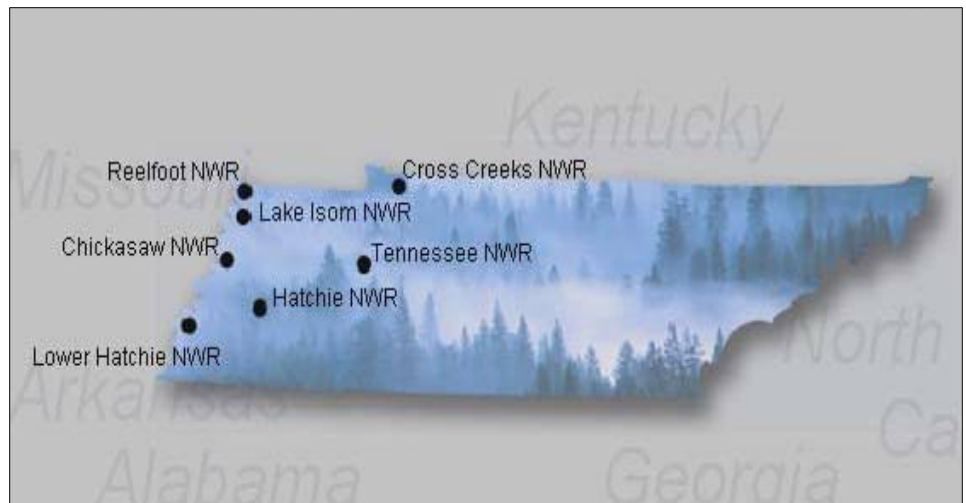 Kentucky
Missouri
Reelfoot NWR
Cross Creeks NWR
Lake Isom NWR
Chickasaw NWR
Tennessee NWR
Hatchie NWR
Lower Hatchie NWR
North
Arkansas
Ca
Alabama
Georgia